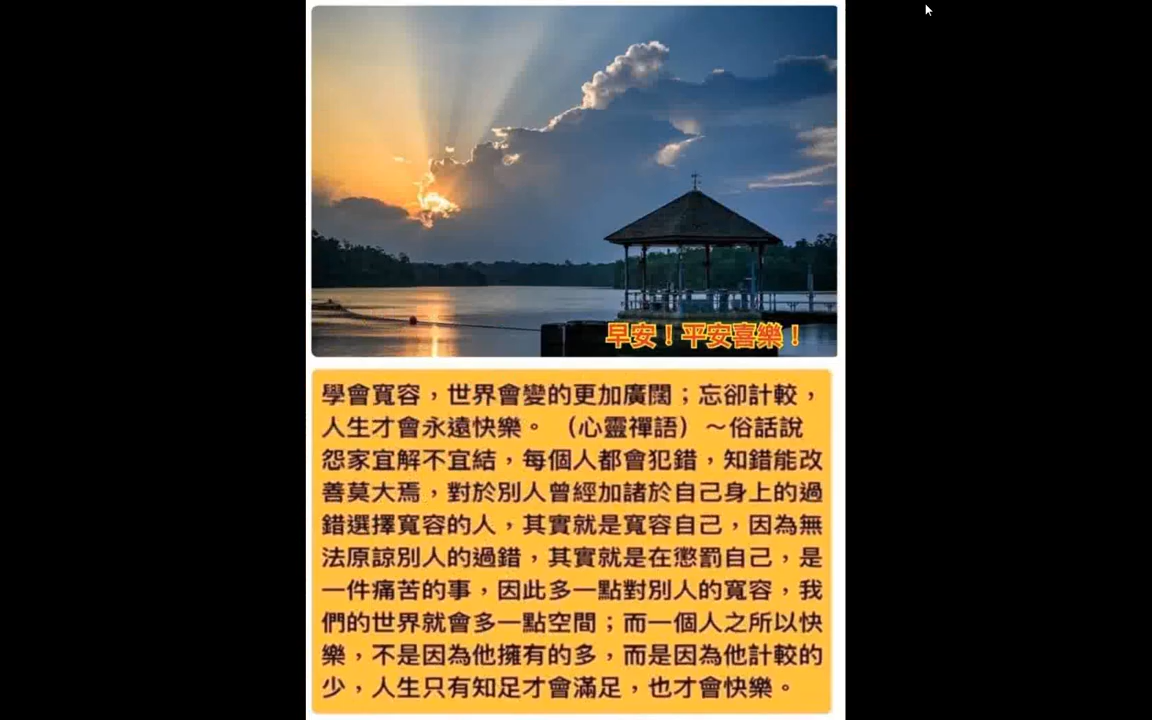 早安！平安喜樂！
學會寬容，世界會變的更加廣闊；忘卻計較，
人生才會永遠快樂。（心靈禪語）～俗話說
怨家宜解不宜結，每個人都會犯錯，知錯能改
善莫大焉，對於別人曾經加諸於自己身上的過
錯選擇寬容的人，其實就是寬容自己，因為無
法原諒別人的過錯，其實就是在懲罰自己，是
一件痛苦的事，因此多一點對別人的寬容，我
們的世界就會多一點空間；而一個人之所以快
樂，不是因為他擁有的多，而是因為他計較的
少，人生只有知足才會滿足，也才會快樂。